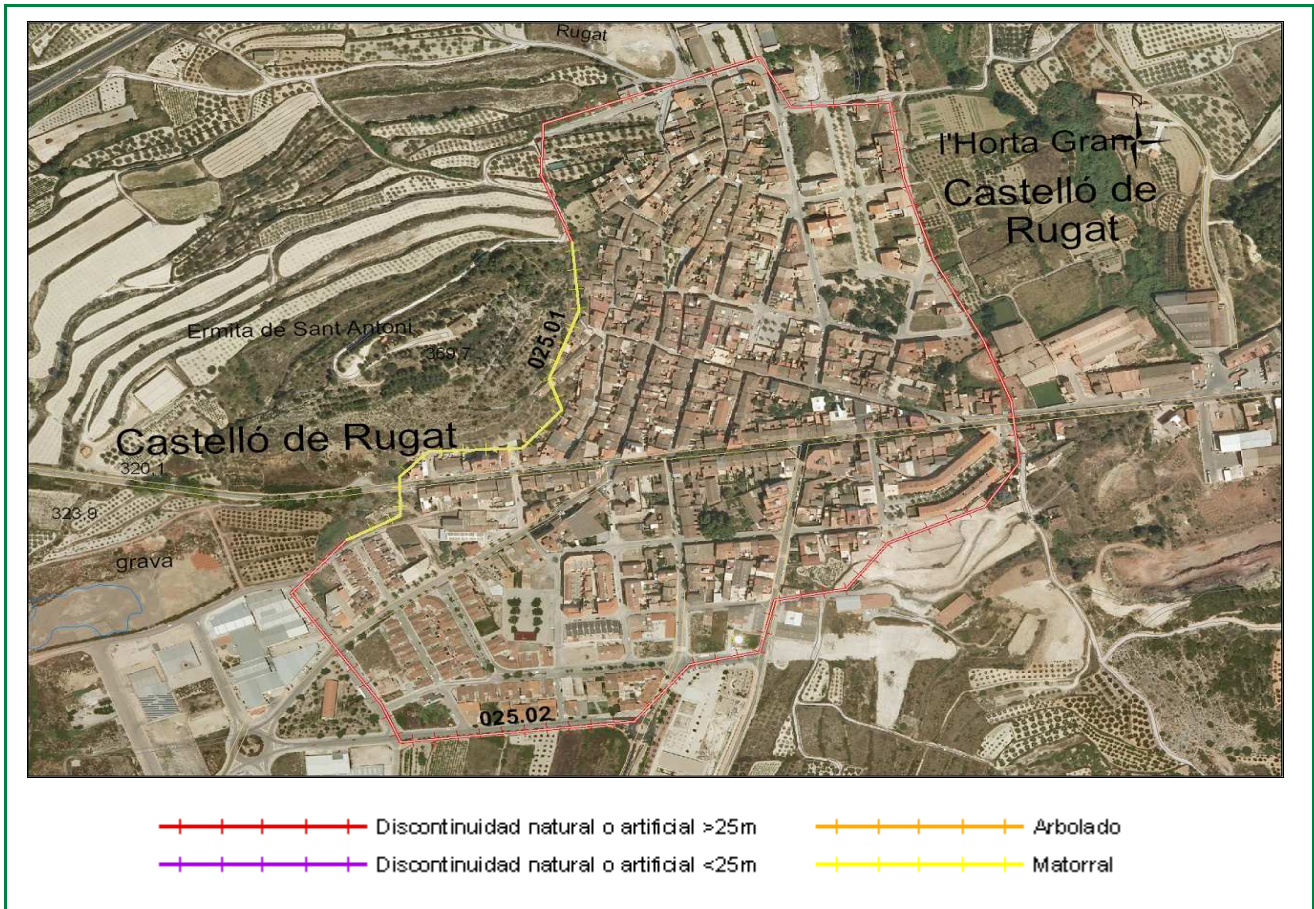 Rugat
N
l'Horta Gran
Castelló de
Rugat
Ermita de Sant Antoni
369,7
025.01
Castelló de Rugat
320,1
323,9
grava
025.02
Discontinuidad natural o artificial >25m
Arbolado
Discontinuidad natural o artificial <25m
Matorral